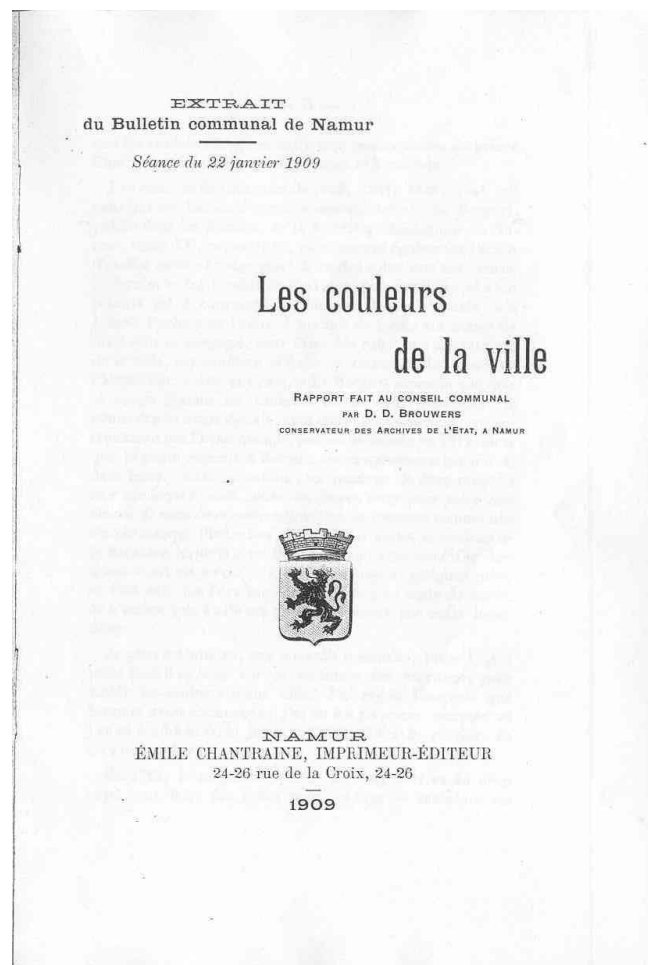 EXTRAIT
du Bulletin communal de Namur
Séance du 22 janvier 1909
Les couleurs
de la ville
RAPPORT FAIT AU CONSEIL COMMUNAL
PAR D. D. BROUWERS
CONSERVATEUR DES ARCHIVES DE L'ETAT, A NAMUR
NAMUR
ÉMILE CHANTRAINE, IMPRIMEUR-ÉDITEUR
24-26 rue de la Croix, 24-26
1909